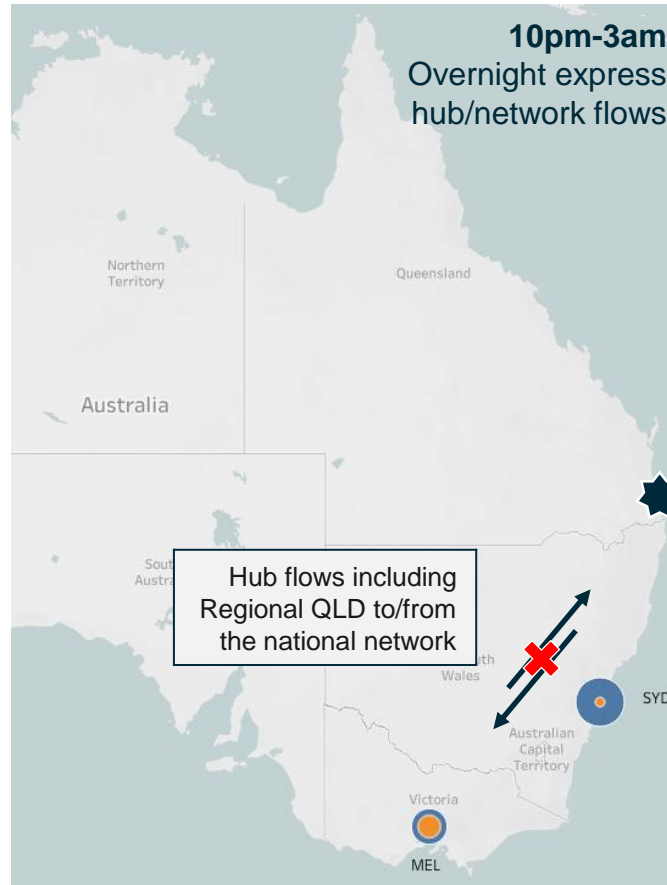 10pm-3am
Overnight express
hub/network flows
Northern
Territory
Queensland
Australia
Hub flows including
Regional QLD to/from
the national network
Wales
SYD
Australian
Capital
Territory
Victoria
MEL